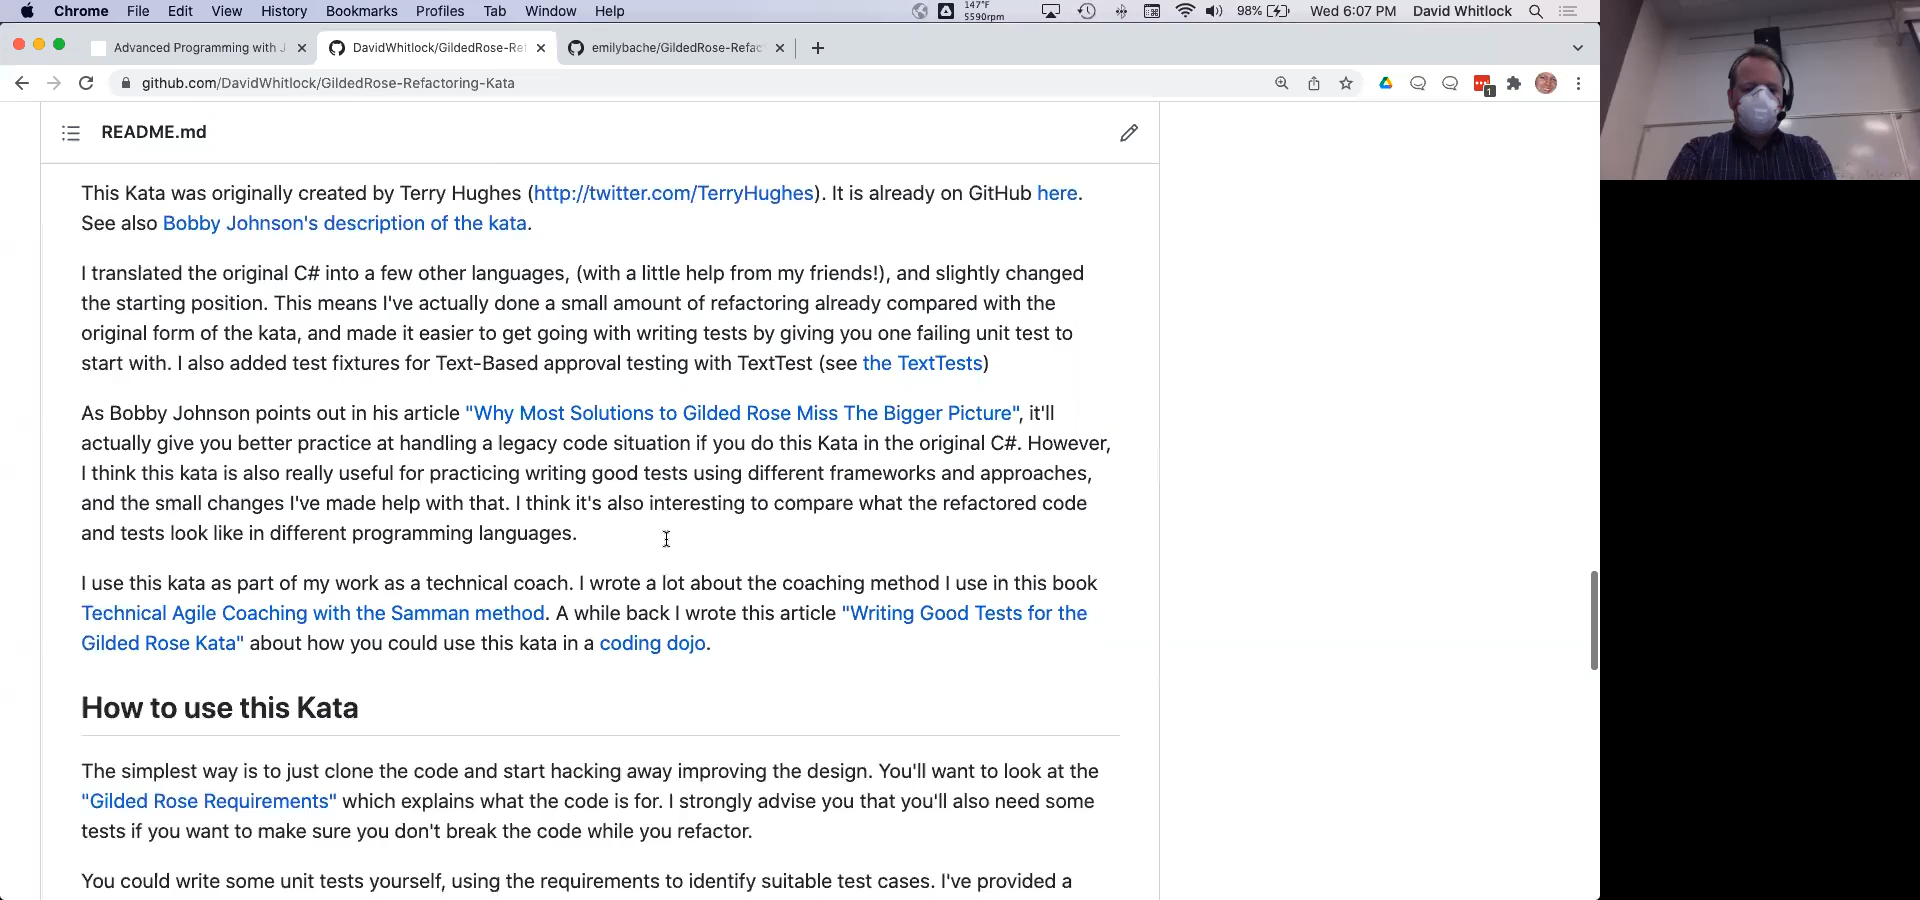 Chrome File Edit View History Bookmarks Profiles Tab Window Help 147°F 5590rpm 98% Wed 6:07 PM David Whitlock
Advanced Programming with J DavidWhitlock/GildedRose-Re emilybache/GildedRose-Refac
github.com/DavidWhitlock/GildedRose-Refactoring-Kata 1
README.md
This Kata was originally created by Terry Hughes (http://twitter.com/TerryHughes). It is already on GitHub here.
See also Bobby Johnson's description of the kata.
I translated the original C# into a few other languages, (with a little help from my friends!), and slightly changed
the starting position. This means I've actually done a small amount of refactoring already compared with the
original form of the kata, and made it easier to get going with writing tests by giving you one failing unit test to
start with. I also added test fixtures for Text-Based approval testing with TextTest (see the TextTests)
As Bobby Johnson points out in his article "Why Most Solutions to Gilded Rose Miss The Bigger Picture", it'll
actually give you better practice at handling a legacy code situation if you do this Kata in the original C#. However,
I think this kata is also really useful for practicing writing good tests using different frameworks and approaches,
and the small changes I've made help with that. I think it's also interesting to compare what the refactored code
and tests look like in different programming languages.
I use this kata as part of my work as a technical coach. I wrote a lot about the coaching method I use in this book
Technical Agile Coaching with the Samman method. A while back I wrote this article "Writing Good Tests for the
Gilded Rose Kata" about how you could use this kata in a coding dojo.
How to use this Kata
The simplest way is to just clone the code and start hacking away improving the design. You'll want to look at the
"Gilded Rose Requirements" which explains what the code is for. I strongly advise you that you'll also need some
tests if you want to make sure you don't break the code while you refactor.
You could write some unit tests yourself, using the requirements to identify suitable test cases. I've provided a